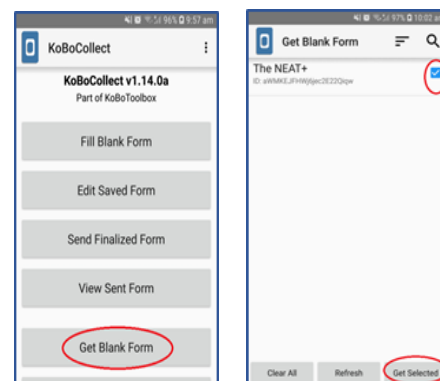 96% 9:57 am
KoBoCollect
KoBoCollect v1.14.0a
Part of KoBoToolbox
Fill Blank Form
Edit Saved Form
Send Finalized Form
View Sent Form
Get Blank Form
97% 10:02 am
Get Blank Form
The NEAT+
Clear All
Refresh
Get Selected